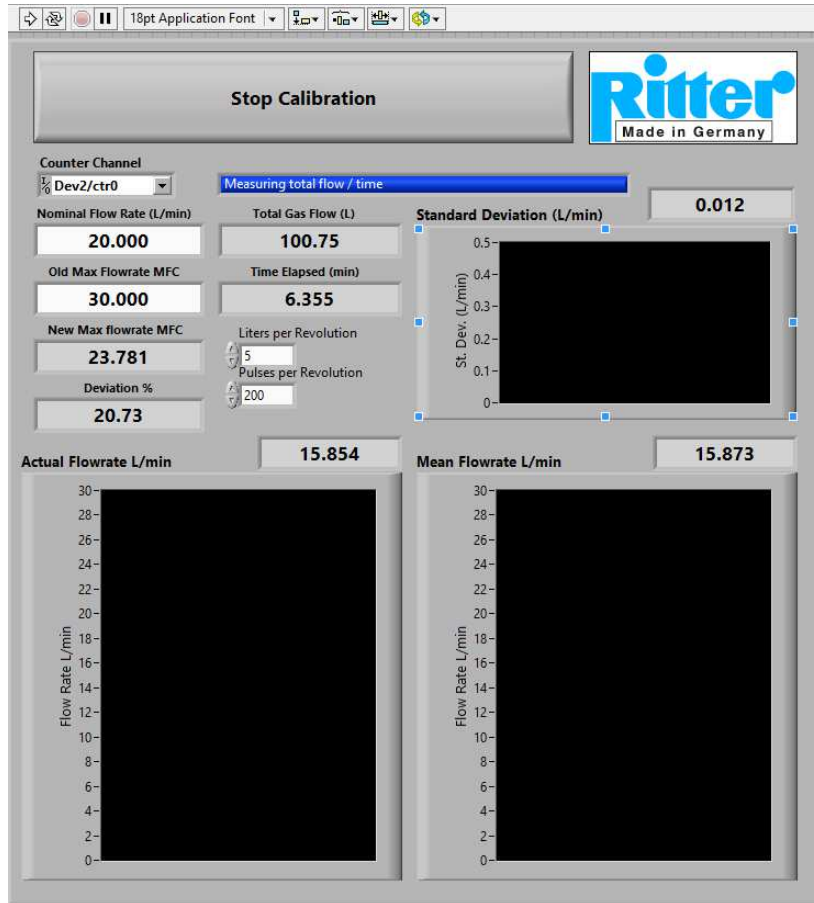 18pt Application Font
Stop Calibration
Ritter
Made in Germany
Counter Channel
I/0 Dev2/ctr0
Measuring total flow / time
Nominal Flow Rate (L/min)
20.000
Total Gas Flow (L)
100.75
Standard Deviation (L/min)
0.012
Old Max Flowrate MFC
30.000
Time Elapsed (min)
6.355
New Max flowrate MFC
23.781
Liters per Revolution
5
Pulses per Revolution
200
Deviation %
20.73
St. Dev. (L/min)
0.5
0.4
0.3
0.2
0.1
0
Actual Flowrate L/min
15.854
Flow Rate L/min
30
28
26
24
22
20
18
16
14
12
10
8
6
4
2
0
Mean Flowrate L/min
15.873
Flow Rate L/min
30
28
26
24
22
20
18
16
14
12
10
8
6
4
2
0